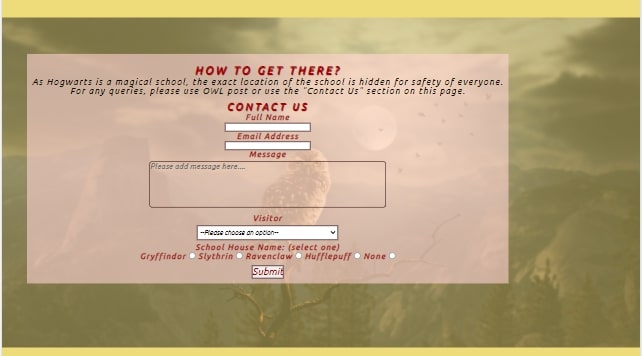 HOW TO GET THERE?
As Hogwarts is a magical school, the exact location of the school is hidden for safety of everyone.
For any queries, please use OWL post or use the "Contact Us" section on this page.
CONTACT US
Full Name
Email Address
Message
Please add message here....
Visitor
--Please choose an option--
School House Name: (select one)
Gryffindor Slythrin Ravenclaw Hufflepuff None
Submit